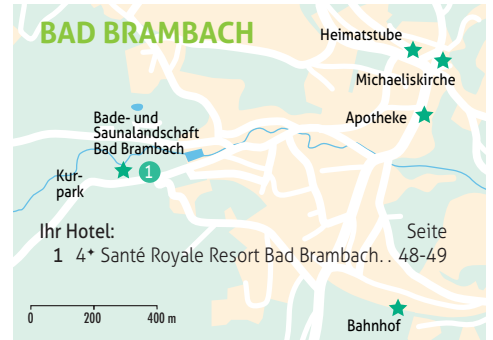 BAD BRAMBACH
Heimatstube
Michaeliskirche
Apotheke
Bade- und
Saunalandschaft
Bad Brambach
1
Kur-
park
Ihr Hotel: Seite
1 4+ Santé Royale Resort Bad Brambach. . 48-49
0 200 400 m
Bahnhof